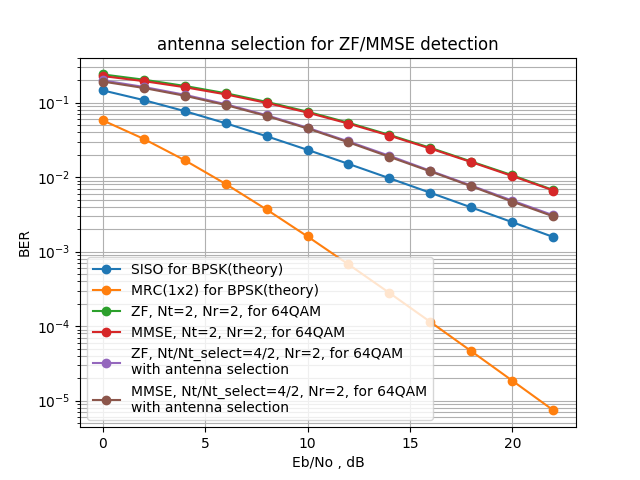 antenna selection for ZF/MMSE detection
BER
10⁻¹
10⁻²
10⁻³
10⁻⁴
10⁻⁵
SISO for BPSK(theory)
MRC(1x2) for BPSK(theory)
ZF, Nt=2, Nr=2, for 64QAM
MMSE, Nt=2, Nr=2, for 64QAM
ZF, Nt/Nt_select=4/2, Nr=2, for 64QAM
with antenna selection
MMSE, Nt/Nt_select=4/2, Nr=2, for 64QAM
with antenna selection
0 5 10 15 20
Eb/No , dB